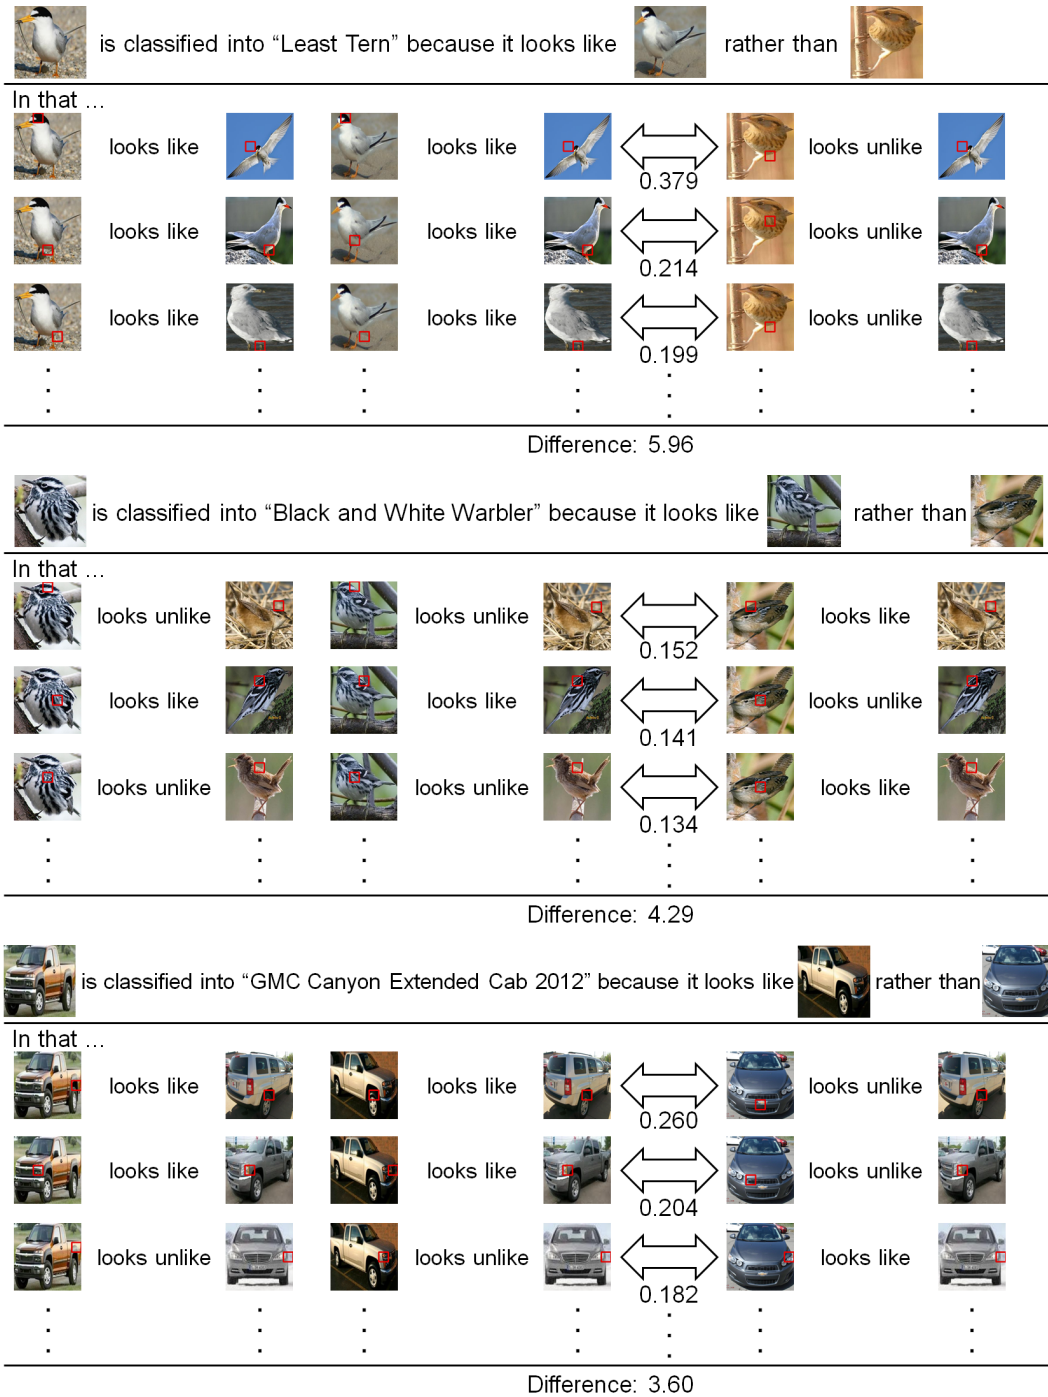 is classified into “Least Tern” because it looks like rather than
In that ...
looks like looks like looks unlike
0.379
looks like looks like looks unlike
0.214
looks like looks like looks unlike
0.199
Difference: 5.96
is classified into “Black and White Warbler” because it looks like rather than
In that ...
looks unlike looks unlike looks like
0.152
looks like looks like looks unlike
0.141
looks unlike looks unlike looks like
0.134
Difference: 4.29
is classified into “GMC Canyon Extended Cab 2012” because it looks like rather than
In that ...
looks like looks like looks unlike
0.260
looks like looks like looks unlike
0.204
looks unlike looks unlike looks like
0.182
Difference: 3.60